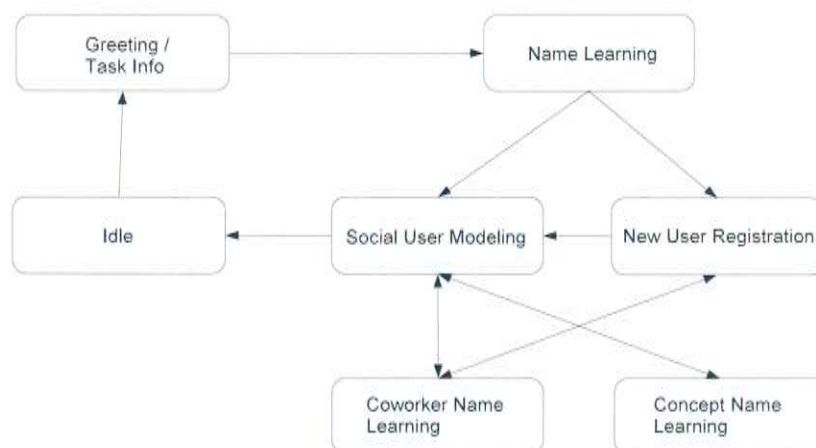 Greeting /
Task Info
Name Learning
Idle
Social User Modeling
New User Registration
Coworker Name
Learning
Concept Name
Learning